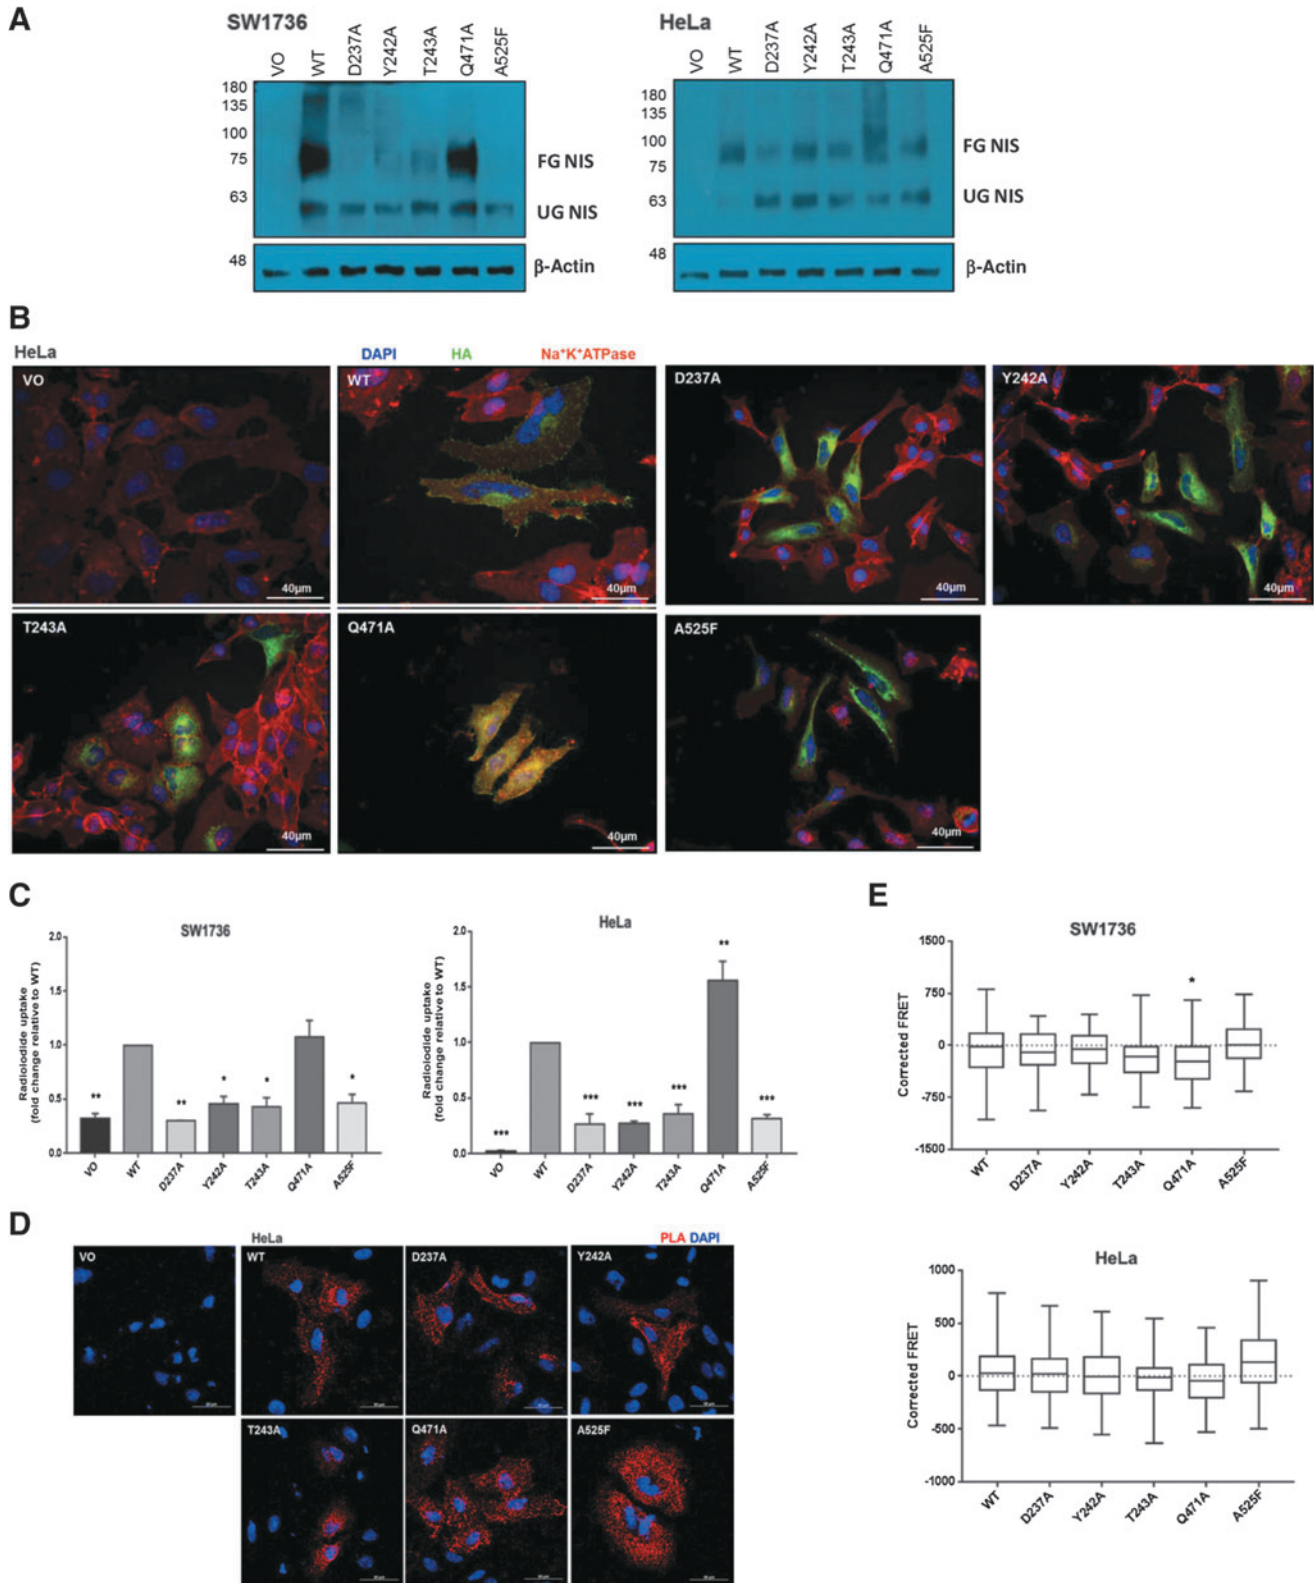 A
SW1736
VO WT D237A Y242A T243A Q471A A525F
180
135
100
75
63
48
FG NIS
UG NIS
β-Actin
HeLa
VO WT D237A Y242A T243A Q471A A525F
180
135
100
75
63
48
FG NIS
UG NIS
β-Actin
B
HeLa DAPI HA Na⁺K⁺ATPase
VO
40μm
WT
40μm
D237A
40μm
Y242A
40μm
T243A
40μm
Q471A
40μm
A525F
40μm
C
SW1736
Radioiodide uptake
(fold change relative to WT)
2.0
1.5
1.0
0.5
0.0
** ** * * *
VO WT D237A Y242A T243A Q471A A525F
HeLa
Radioiodide uptake
(fold change relative to WT)
2.0
1.5
1.0
0.5
0.0
*** *** *** *** ** ***
VO WT D237A Y242A T243A Q471A A525F
D
HeLa PLA DAPI
VO
WT
D237A
Y242A
T243A
Q471A
A525F
E
SW1736
Corrected FRET
1500
750
0
-750
-1500
*
WT D237A Y242A T243A Q471A A525F
HeLa
Corrected FRET
1000
500
0
-500
-1000
WT D237A Y242A T243A Q471A A525F